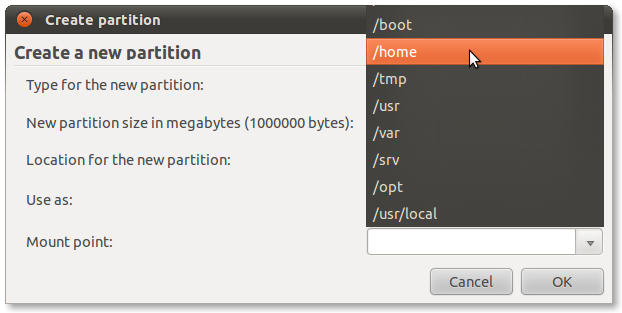 Create partition
Create a new partition
Type for the new partition:
New partition size in megabytes (1000000 bytes):
Location for the new partition:
Use as:
Mount point:
/boot
/home
/tmp
/usr
/var
/srv
/opt
/usr/local
Cancel
OK